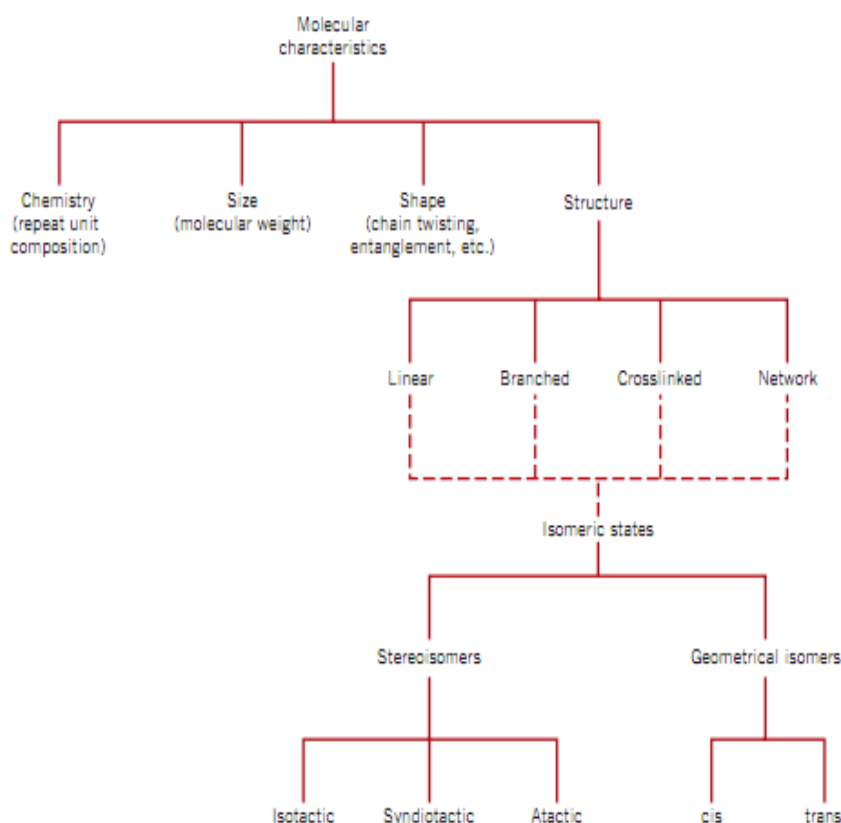 Molecular
characteristics
Chemistry
(repeat unit
composition)
Size
(molecular weight)
Shape
(chain twisting,
entanglement, etc.)
Structure
Linear
Branched
Crosslinked
Network
Isomeric states
Stereoisomers
Geometrical isomers
Isotactic
Syndiotactic
Atactic
cis
trans